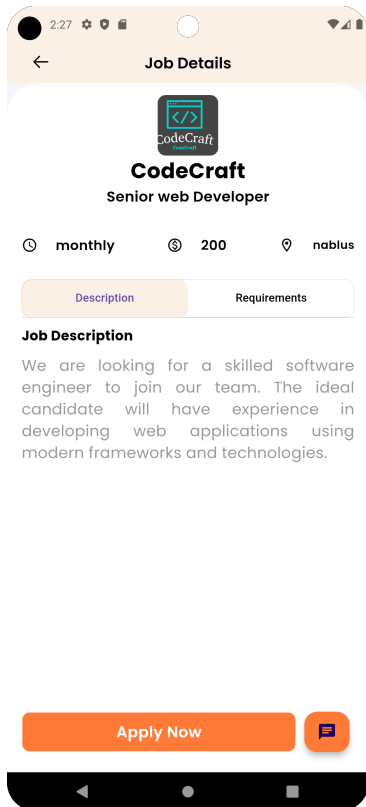 2:27
Job Details
</>
CodeCraft
CodeCraft
CodeCraft
Senior web Developer
monthly 200 nablus
Description Requirements
Job Description
We are looking for a skilled software
engineer to join our team. The ideal
candidate will have experience in
developing web applications using
modern frameworks and technologies.
Apply Now